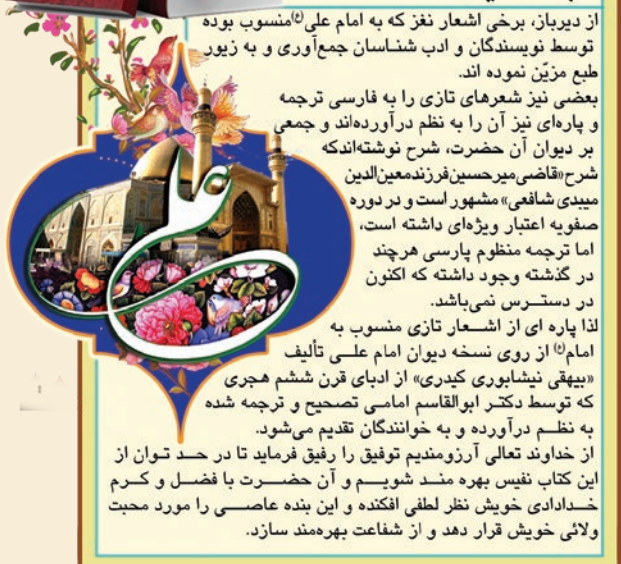 از دیرباز، برخی اشعار نغز که به امام علی(ع)منسوب بوده
توسط نویسندگان و ادب شناسان جمع‌آوری و به زیور
طبع مزیّن نموده اند.
بعضی نیز شعرهای تازی را به فارسی ترجمه
و پاره‌ای نیز آن را به نظم درآورده‌اند و جمعی
بر دیوان آن حضرت، شرح نوشته‌اندکه
شرح«قاضی‌میرحسین‌فرزندمعین‌الدین
میبدی شافعی» مشهور است و در دوره
صفویه اعتبار ویژه‌ای داشته است،
اما ترجمه منظوم پارسی هرچند
در گذشته وجود داشته که اکنون
در دسترس نمی‌باشد.
لذا پاره ای از اشعار تازی منسوب به
امام(ع) از روی نسخه دیوان امام علی تألیف
«بیهقی نیشابوری کیدری» از ادبای قرن ششم هجری
که توسط دکتر ابوالقاسم امامی تصحیح و ترجمه شده
به نظم درآورده و به خوانندگان تقدیم می‌شود.
از خداوند تعالی آرزومندیم توفیق را رفیق فرماید تا در حد توان از
این کتاب نفیس بهره مند شویم و آن حضرت با فضل و کرم
خدادادی خویش نظر لطفی افکنده و این بنده عاصی را مورد محبت
ولائی خویش قرار دهد و از شفاعت بهره‌مند سازد.
علی